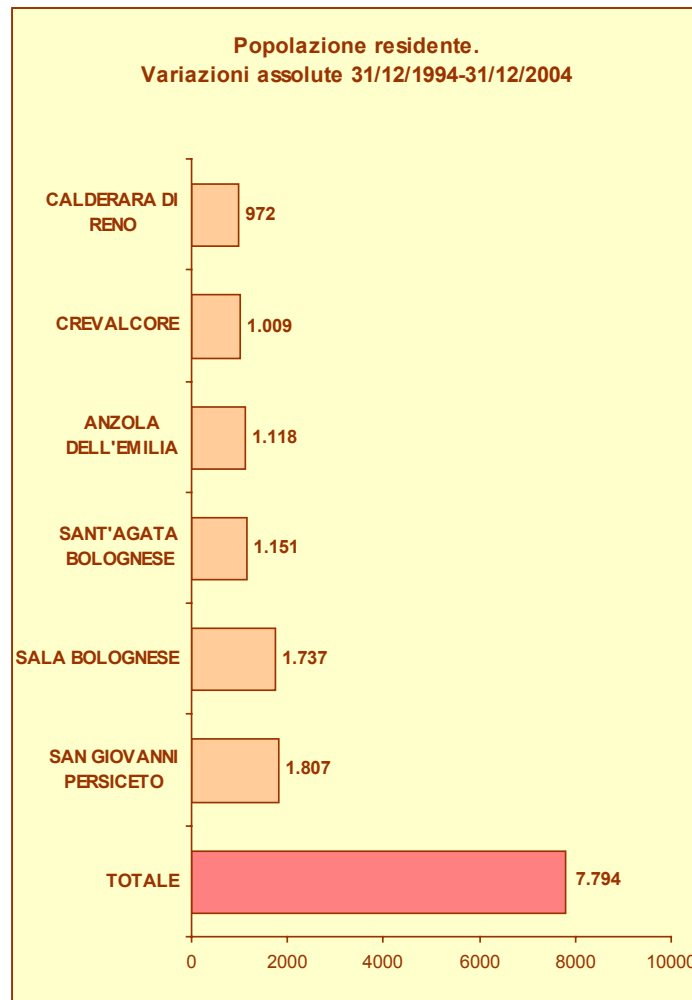 Popolazione residente.
Variazioni assolute 31/12/1994-31/12/2004
CALDERARA DI
RENO
972
CREVALCORE
1.009
ANZOLA
DELL'EMILIA
1.118
SANT'AGATA
BOLOGNESE
1.151
SALA BOLOGNESE
1.737
SAN GIOVANNI
PERSICETO
1.807
TOTALE
7.794
0 2000 4000 6000 8000 10000